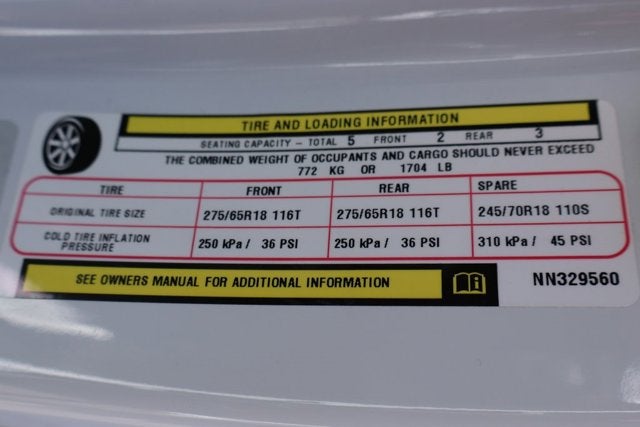 TIRE AND LOADING INFORMATION
SEATING CAPACITY – TOTAL 5 FRONT 2 REAR 3
THE COMBINED WEIGHT OF OCCUPANTS AND CARGO SHOULD NEVER EXCEED
772 KG OR 1704 LB
TIRE FRONT REAR SPARE
ORIGINAL TIRE SIZE 275/65R18 116T 275/65R18 116T 245/70R18 110S
COLD TIRE INFLATION
PRESSURE 250 kPa / 36 PSI 250 kPa / 36 PSI 310 kPa / 45 PSI
SEE OWNERS MANUAL FOR ADDITIONAL INFORMATION NN329560